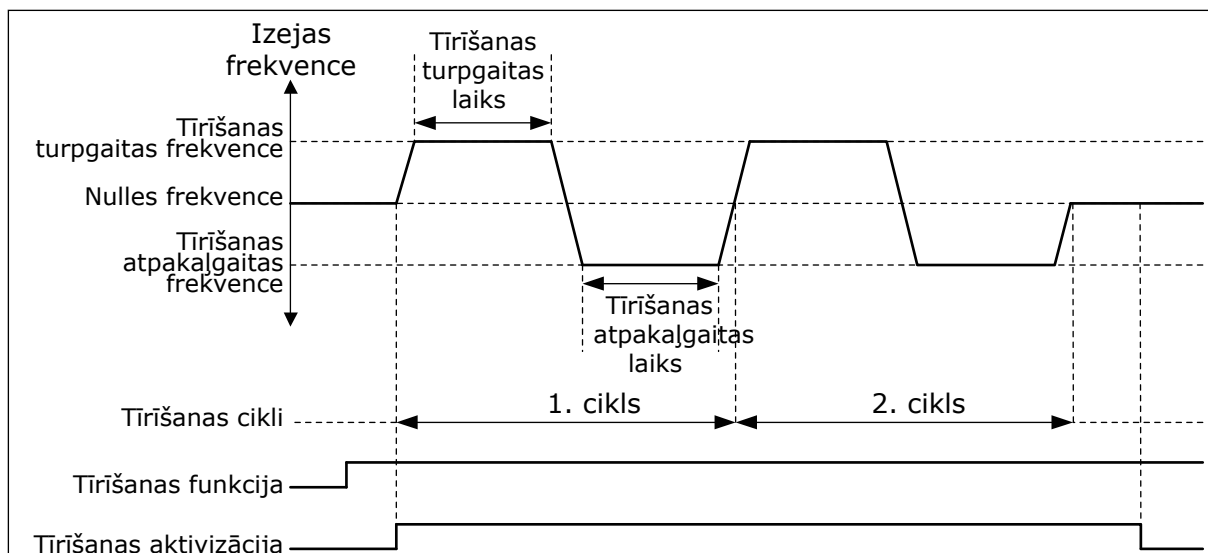 Izejas
frekvence
Tīrīšanas
turpgaitas
laiks
Tīrīšanas
turpgaitas frekvence
Nulles frekvence
Tīrīšanas
atpakaļgaitas
frekvence
Tīrīšanas
atpakaļgaitas
laiks
Tīrīšanas cikli
1. cikls
2. cikls
Tīrīšanas funkcija
Tīrīšanas aktivizācija